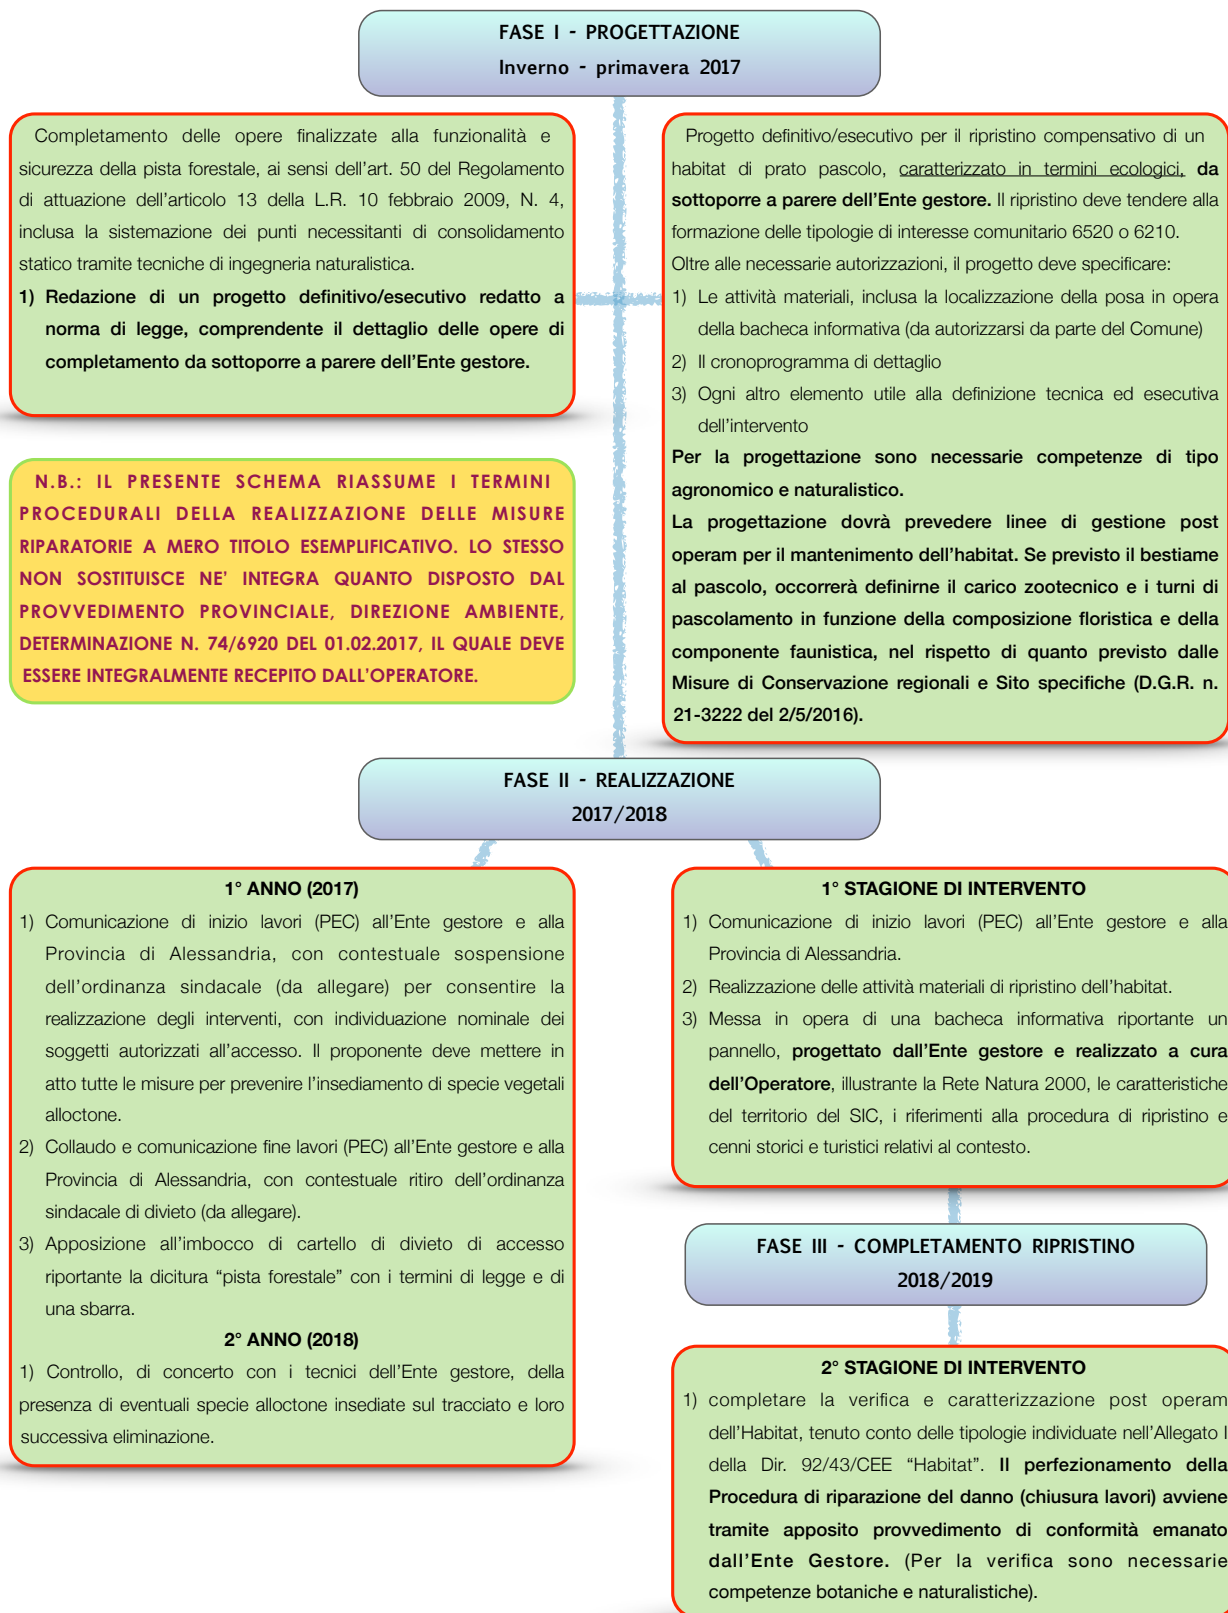 FASE I - PROGETTAZIONE
Inverno - primavera 2017
Completamento delle opere finalizzate alla funzionalità e
sicurezza della pista forestale, ai sensi dell'art. 50 del Regolamento
di attuazione dell'articolo 13 della L.R. 10 febbraio 2009, N. 4,
inclusa la sistemazione dei punti necessitanti di consolidamento
statico tramite tecniche di ingegneria naturalistica.
1) Redazione di un progetto definitivo/esecutivo redatto a
norma di legge, comprendente il dettaglio delle opere di
completamento da sottoporre a parere dell'Ente gestore.
Progetto definitivo/esecutivo per il ripristino compensativo di un
habitat di prato pascolo, caratterizzato in termini ecologici, da
sottoporre a parere dell'Ente gestore. Il ripristino deve tendere alla
formazione delle tipologie di interesse comunitario 6520 o 6210.
Oltre alle necessarie autorizzazioni, il progetto deve specificare:
1) Le attività materiali, inclusa la localizzazione della posa in opera
della bacheca informativa (da autorizzarsi da parte del Comune)
2) Il cronoprogramma di dettaglio
3) Ogni altro elemento utile alla definizione tecnica ed esecutiva
dell'intervento
Per la progettazione sono necessarie competenze di tipo
agronomico e naturalistico.
La progettazione dovrà prevedere linee di gestione post
operam per il mantenimento dell'habitat. Se previsto il bestiame
al pascolo, occorrerà definirne il carico zootecnico e i turni di
pascolamento in funzione della composizione floristica e della
componente faunistica, nel rispetto di quanto previsto dalle
Misure di Conservazione regionali e Sito specifiche (D.G.R. n.
21-3222 del 2/5/2016).
N.B.: IL PRESENTE SCHEMA RIASSUME I TERMINI
PROCEDURALI DELLA REALIZZAZIONE DELLE MISURE
RIPARATORIE A MERO TITOLO ESEMPLIFICATIVO. LO STESSO
NON SOSTITUISCE NE' INTEGRA QUANTO DISPOSTO DAL
PROVVEDIMENTO PROVINCIALE, DIREZIONE AMBIENTE,
DETERMINAZIONE N. 74/6920 DEL 01.02.2017, IL QUALE DEVE
ESSERE INTEGRALMENTE RECEPITO DALL'OPERATORE.
FASE II - REALIZZAZIONE
2017/2018
1° ANNO (2017)
1) Comunicazione di inizio lavori (PEC) all'Ente gestore e alla
Provincia di Alessandria, con contestuale sospensione
dell'ordinanza sindacale (da allegare) per consentire la
realizzazione degli interventi, con individuazione nominale dei
soggetti autorizzati all'accesso. Il proponente deve mettere in
atto tutte le misure per prevenire l'insediamento di specie vegetali
alloctone.
2) Collaudo e comunicazione fine lavori (PEC) all'Ente gestore e alla
Provincia di Alessandria, con contestuale ritiro dell'ordinanza
sindacale di divieto (da allegare).
3) Apposizione all'imbocco di cartello di divieto di accesso
riportante la dicitura "pista forestale" con i termini di legge e di
una sbarra.
2° ANNO (2018)
1) Controllo, di concerto con i tecnici dell'Ente gestore, della
presenza di eventuali specie alloctone insediate sul tracciato e loro
successiva eliminazione.
1° STAGIONE DI INTERVENTO
1) Comunicazione di inizio lavori (PEC) all'Ente gestore e alla
Provincia di Alessandria.
2) Realizzazione delle attività materiali di ripristino dell'habitat.
3) Messa in opera di una bacheca informativa riportante un
pannello, progettato dall'Ente gestore e realizzato a cura
dell'Operatore, illustrante la Rete Natura 2000, le caratteristiche
del territorio del SIC, i riferimenti alla procedura di ripristino e
cenni storici e turistici relativi al contesto.
FASE III - COMPLETAMENTO RIPRISTINO
2018/2019
2° STAGIONE DI INTERVENTO
1) completare la verifica e caratterizzazione post operam
dell'Habitat, tenuto conto delle tipologie individuate nell'Allegato I
della Dir. 92/43/CEE "Habitat". Il perfezionamento della
Procedura di riparazione del danno (chiusura lavori) avviene
tramite apposito provvedimento di conformità emanato
dall'Ente Gestore. (Per la verifica sono necessarie
competenze botaniche e naturalistiche).